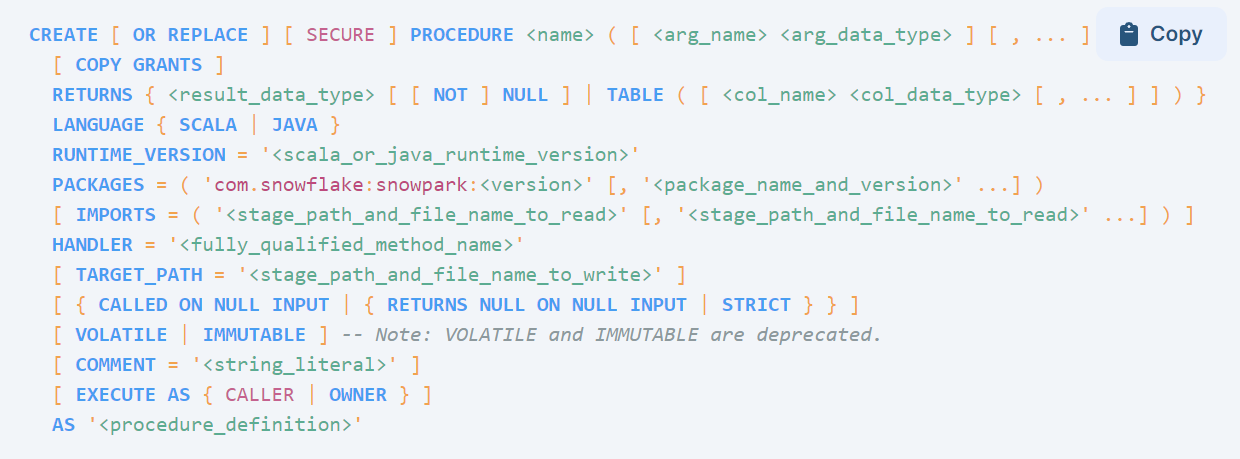 CREATE [ OR REPLACE ] [ SECURE ] PROCEDURE <name> ( [ <arg_name> <arg_data_type> ] [ , ... ] Copy
[ COPY GRANTS ]
RETURNS { <result_data_type> [ [ NOT ] NULL ] | TABLE ( [ <col_name> <col_data_type> [ , ... ] ] ) }
LANGUAGE { SCALA | JAVA }
RUNTIME_VERSION = '<scala_or_java_runtime_version>'
PACKAGES = ( 'com.snowflake:snowpark:<version>' [, '<package_name_and_version>' ...] )
[ IMPORTS = ( '<stage_path_and_file_name_to_read>' [, '<stage_path_and_file_name_to_read>' ...] ) ]
HANDLER = '<fully_qualified_method_name>'
[ TARGET_PATH = '<stage_path_and_file_name_to_write>' ]
[ { CALLED ON NULL INPUT | { RETURNS NULL ON NULL INPUT | STRICT } } ]
[ VOLATILE | IMMUTABLE ] -- Note: VOLATILE and IMMUTABLE are deprecated.
[ COMMENT = '<string_literal>' ]
[ EXECUTE AS { CALLER | OWNER } ]
AS '<procedure_definition>'